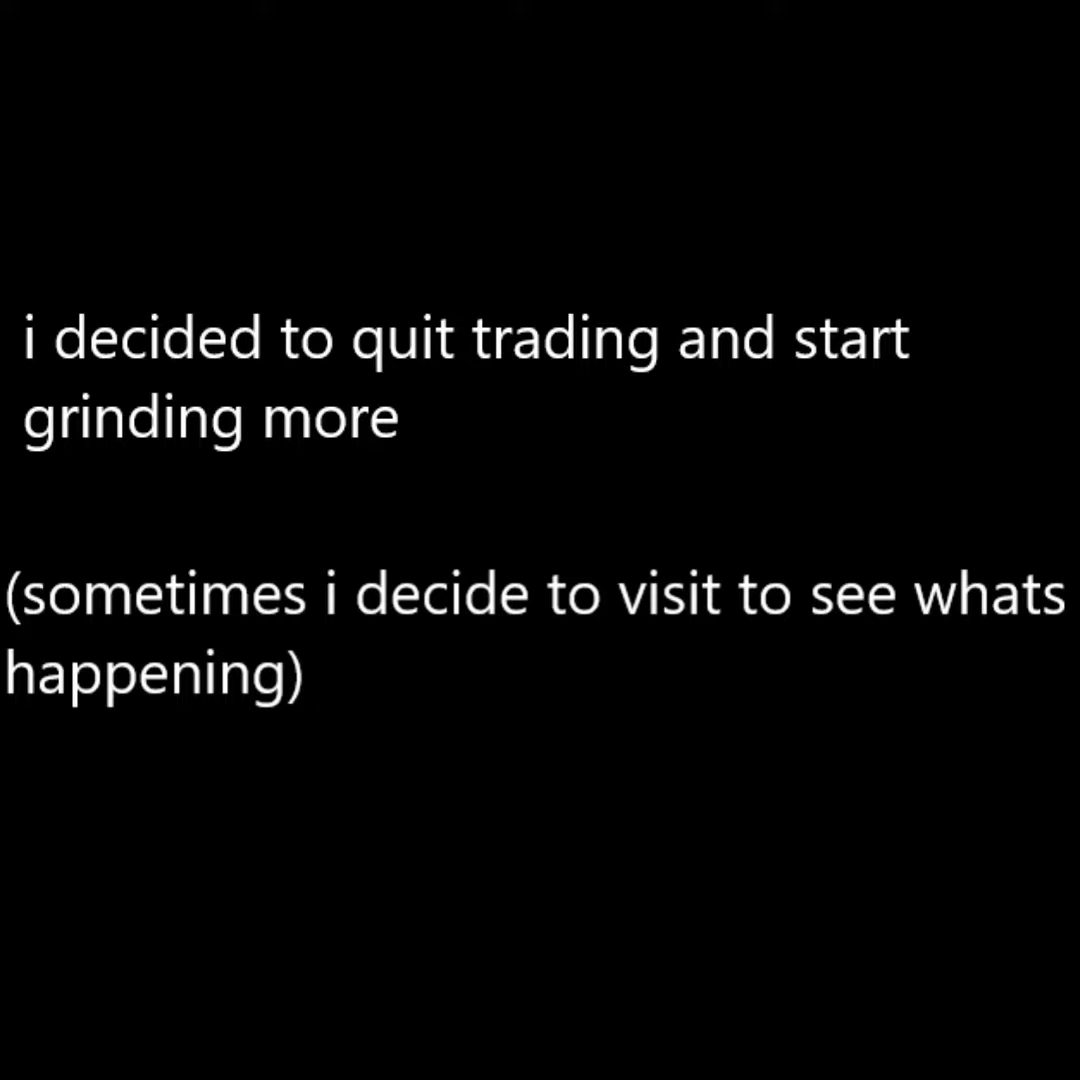 i decided to quit trading and start
grinding more
(sometimes i decide to visit to see whats
happening)